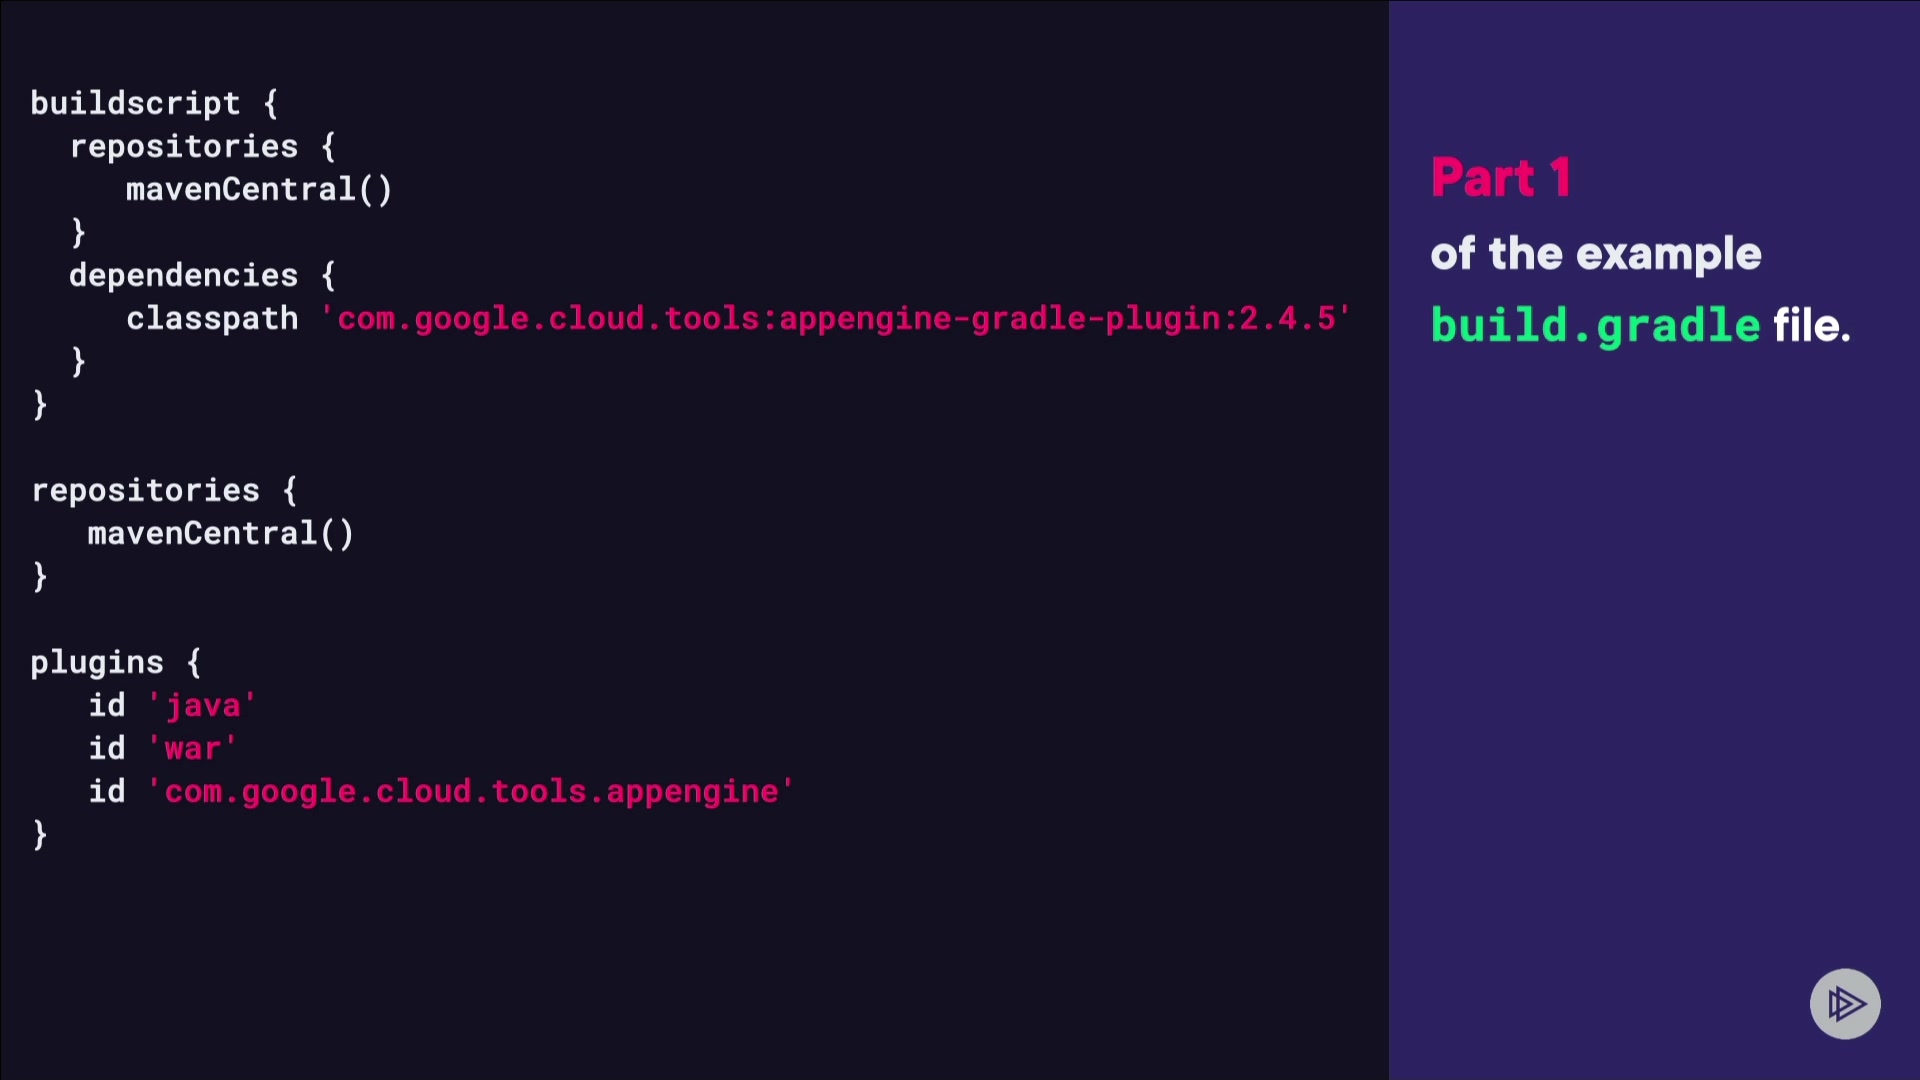 buildscript {
  repositories {
     mavenCentral()
  }
  dependencies {
     classpath 'com.google.cloud.tools:appengine-gradle-plugin:2.4.5'
  }
}
repositories {
   mavenCentral()
}
plugins {
   id 'java'
   id 'war'
   id 'com.google.cloud.tools.appengine'
}
Part 1
of the example
build.gradle file.